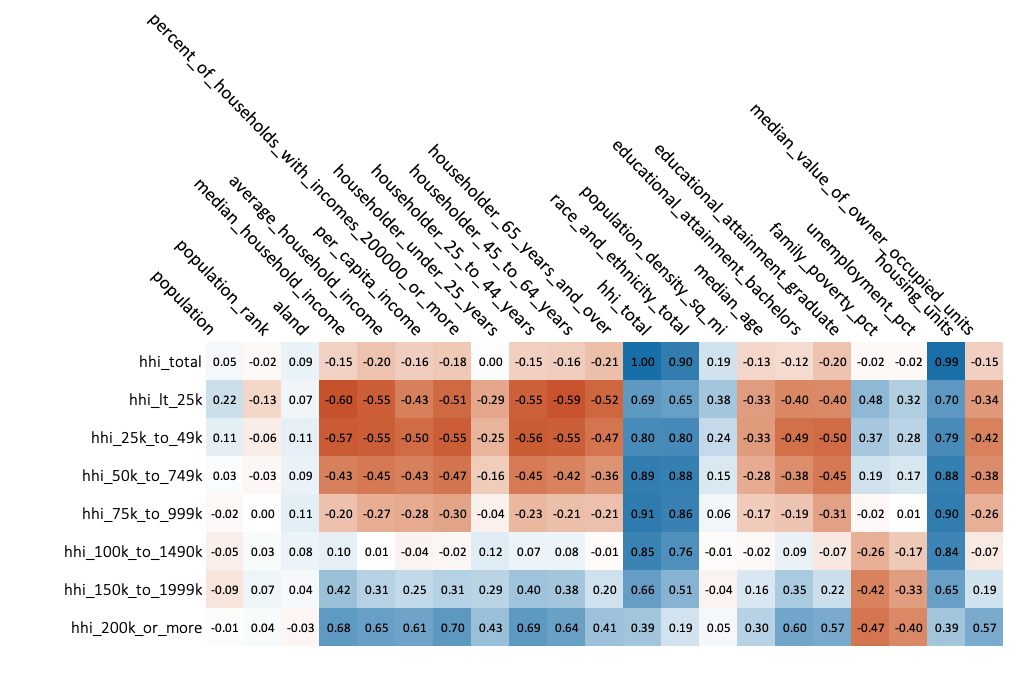 population
population_rank
aland
median_household_income
average_household_income
per_capita_income
percent_of_households_with_incomes_200000_or_more
householder_under_25_years
householder_25_to_44_years
householder_45_to_64_years
householder_65_years_and_over
hhi_total
race_and_ethnicity_total
population_density_sq_mi
median_age
educational_attainment_bachelors
educational_attainment_graduate
family_poverty_pct
unemployment_pct
housing_units
median_value_of_owner_occupied_units
hhi_total 0.05 -0.02 0.09 -0.15 -0.20 -0.16 -0.18 0.00 -0.15 -0.16 -0.21 1.00 0.90 0.19 -0.13 -0.12 -0.20 -0.02 -0.02 0.99 -0.15
hhi_lt_25k 0.22 -0.13 0.07 -0.60 -0.55 -0.43 -0.51 -0.29 -0.55 -0.59 -0.52 0.69 0.65 0.38 -0.33 -0.40 -0.40 0.48 0.32 0.70 -0.34
hhi_25k_to_49k 0.11 -0.06 0.11 -0.57 -0.55 -0.50 -0.55 -0.25 -0.56 -0.55 -0.47 0.80 0.80 0.24 -0.33 -0.49 -0.50 0.37 0.28 0.79 -0.42
hhi_50k_to_749k 0.03 -0.03 0.09 -0.43 -0.45 -0.43 -0.47 -0.16 -0.45 -0.42 -0.36 0.89 0.88 0.15 -0.28 -0.38 -0.45 0.19 0.17 0.88 -0.38
hhi_75k_to_999k -0.02 0.00 0.11 -0.20 -0.27 -0.28 -0.30 -0.04 -0.23 -0.21 -0.21 0.91 0.86 0.06 -0.17 -0.19 -0.31 -0.02 0.01 0.90 -0.26
hhi_100k_to_1490k -0.05 0.03 0.08 0.10 0.01 -0.04 -0.02 0.12 0.07 0.08 -0.01 0.85 0.76 -0.01 -0.02 0.09 -0.07 -0.26 -0.17 0.84 -0.07
hhi_150k_to_1999k -0.09 0.07 0.04 0.42 0.31 0.25 0.31 0.29 0.40 0.38 0.20 0.66 0.51 -0.04 0.16 0.35 0.22 -0.42 -0.33 0.65 0.19
hhi_200k_or_more -0.01 0.04 -0.03 0.68 0.65 0.61 0.70 0.43 0.69 0.64 0.41 0.39 0.19 0.05 0.30 0.60 0.57 -0.47 -0.40 0.39 0.57